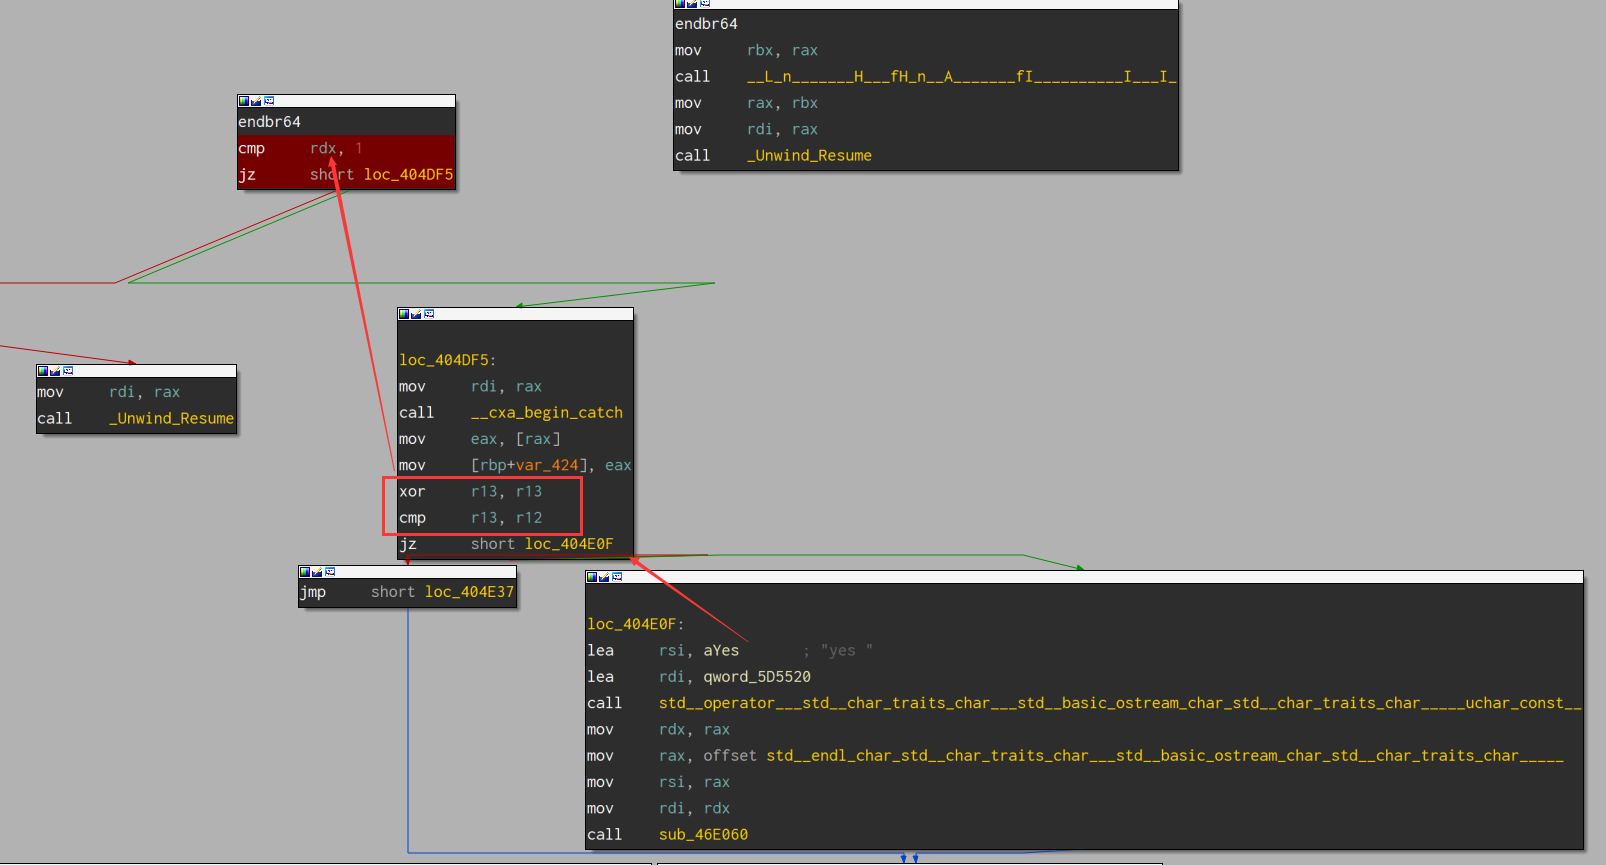 endbr64
mov rbx, rax
call __L_n_______H___fH_n__A_______fI__________I___I_
mov rax, rbx
mov rdi, rax
call _Unwind_Resume
endbr64
cmp rdx, 1
jz short loc_404DF5
mov rdi, rax
call _Unwind_Resume
loc_404DF5:
mov rdi, rax
call __cxa_begin_catch
mov eax, [rax]
mov [rbp+var_424], eax
xor r13, r13
cmp r13, r12
jz short loc_404E0F
jmp short loc_404E37
loc_404E0F:
lea rsi, aYes ; "yes "
lea rdi, qword_5D5520
call std__operator___std__char_traits_char___std__basic_ostream_char_std__char_traits_char_____uchar_const__
mov rdx, rax
mov rax, offset std__endl_char_std__char_traits_char___std__basic_ostream_char_std__char_traits_char_____
mov rsi, rax
mov rdi, rdx
call sub_46E060